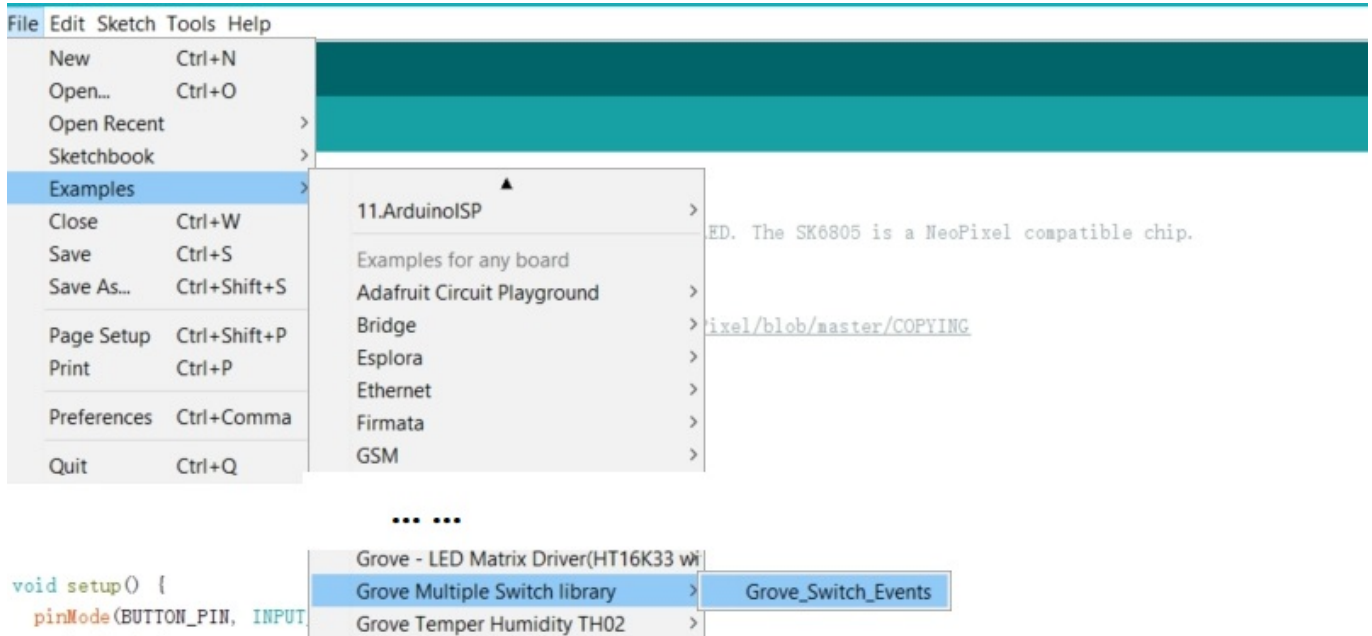 File Edit Sketch Tools Help
New Ctrl+N
Open... Ctrl+O
Open Recent
Sketchbook
Examples
Close Ctrl+W
Save Ctrl+S
Save As... Ctrl+Shift+S
Page Setup Ctrl+Shift+P
Print Ctrl+P
Preferences Ctrl+Comma
Quit Ctrl+Q
11.ArduinoISP
Examples for any board
Adafruit Circuit Playground
Bridge
Esplora
Ethernet
Firmata
GSM
ED. The SK6805 is a NeoPixel compatible chip.
ixel/blob/master/COPYING
... ...
Grove - LED Matrix Driver(HT16K33 wi
Grove Multiple Switch library
Grove Temper Humidity TH02
Grove_Switch_Events
void setup() {
pinMode(BUTTON_PIN, INPUT